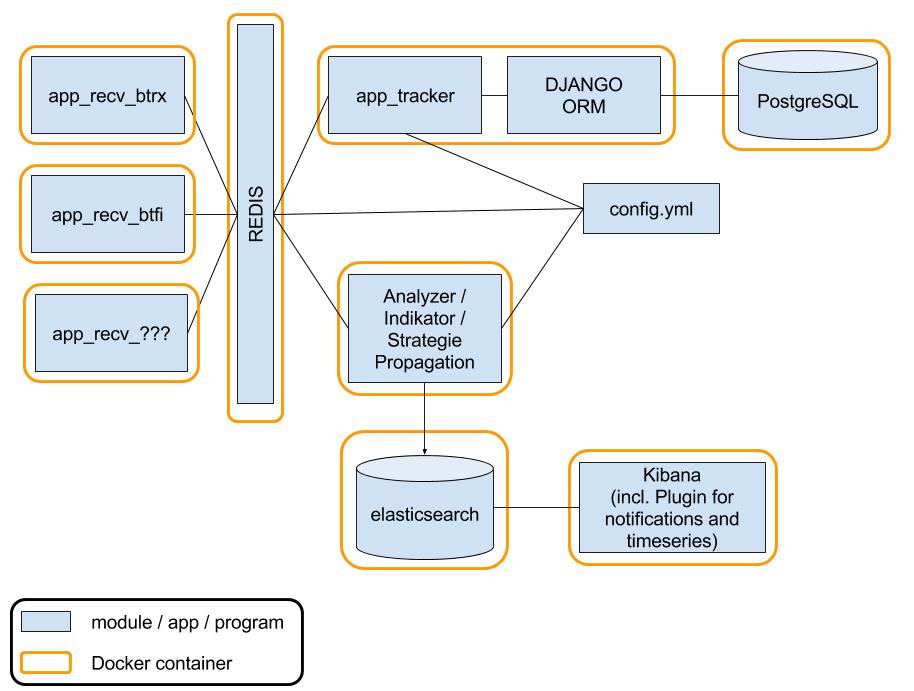 app_recv_btrx
app_recv_btfi
app_recv_???
REDIS
app_tracker
DJANGO
ORM
PostgreSQL
config.yml
Analyzer /
Indikator /
Strategie
Propagation
elasticsearch
Kibana
(incl. Plugin for
notifications and
timeseries)
module / app / program
Docker container